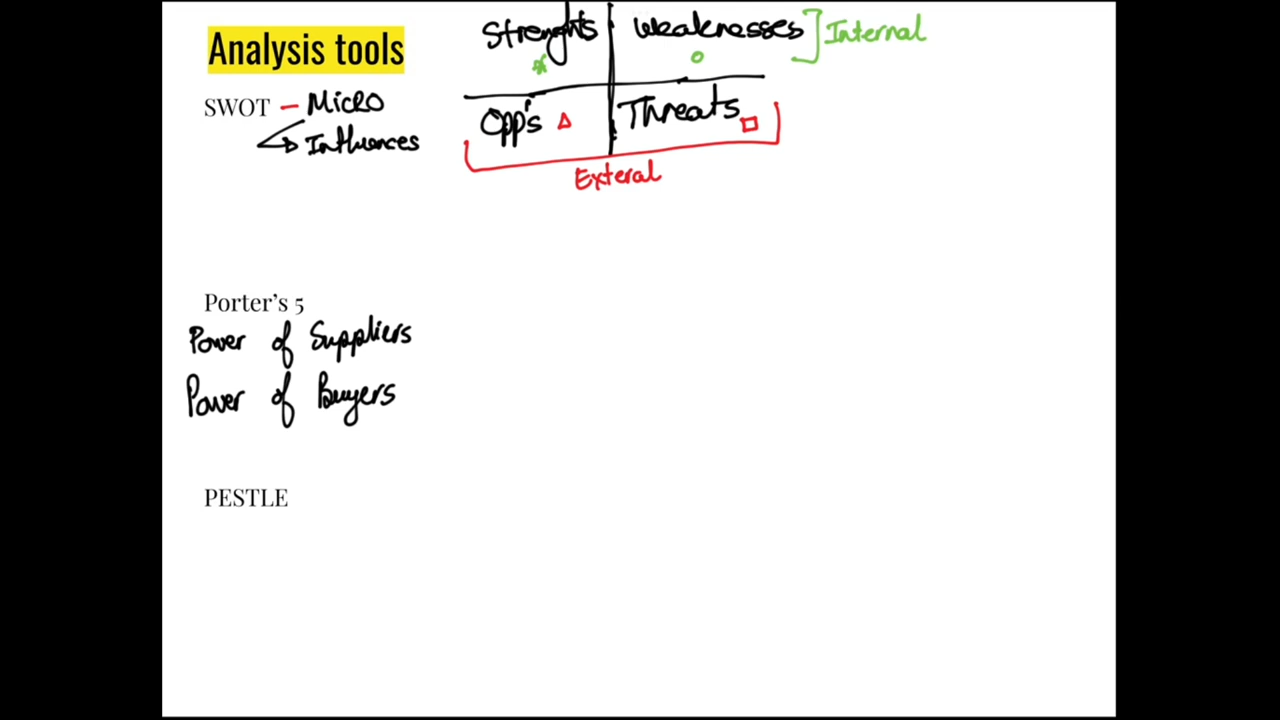 Analysis tools
SWOT - Micro
Influences
Strenghts Weaknesses Internal
Opp's Threats
Exteral
Porter's 5
Power of Suppliers
Power of Buyers
PESTLE